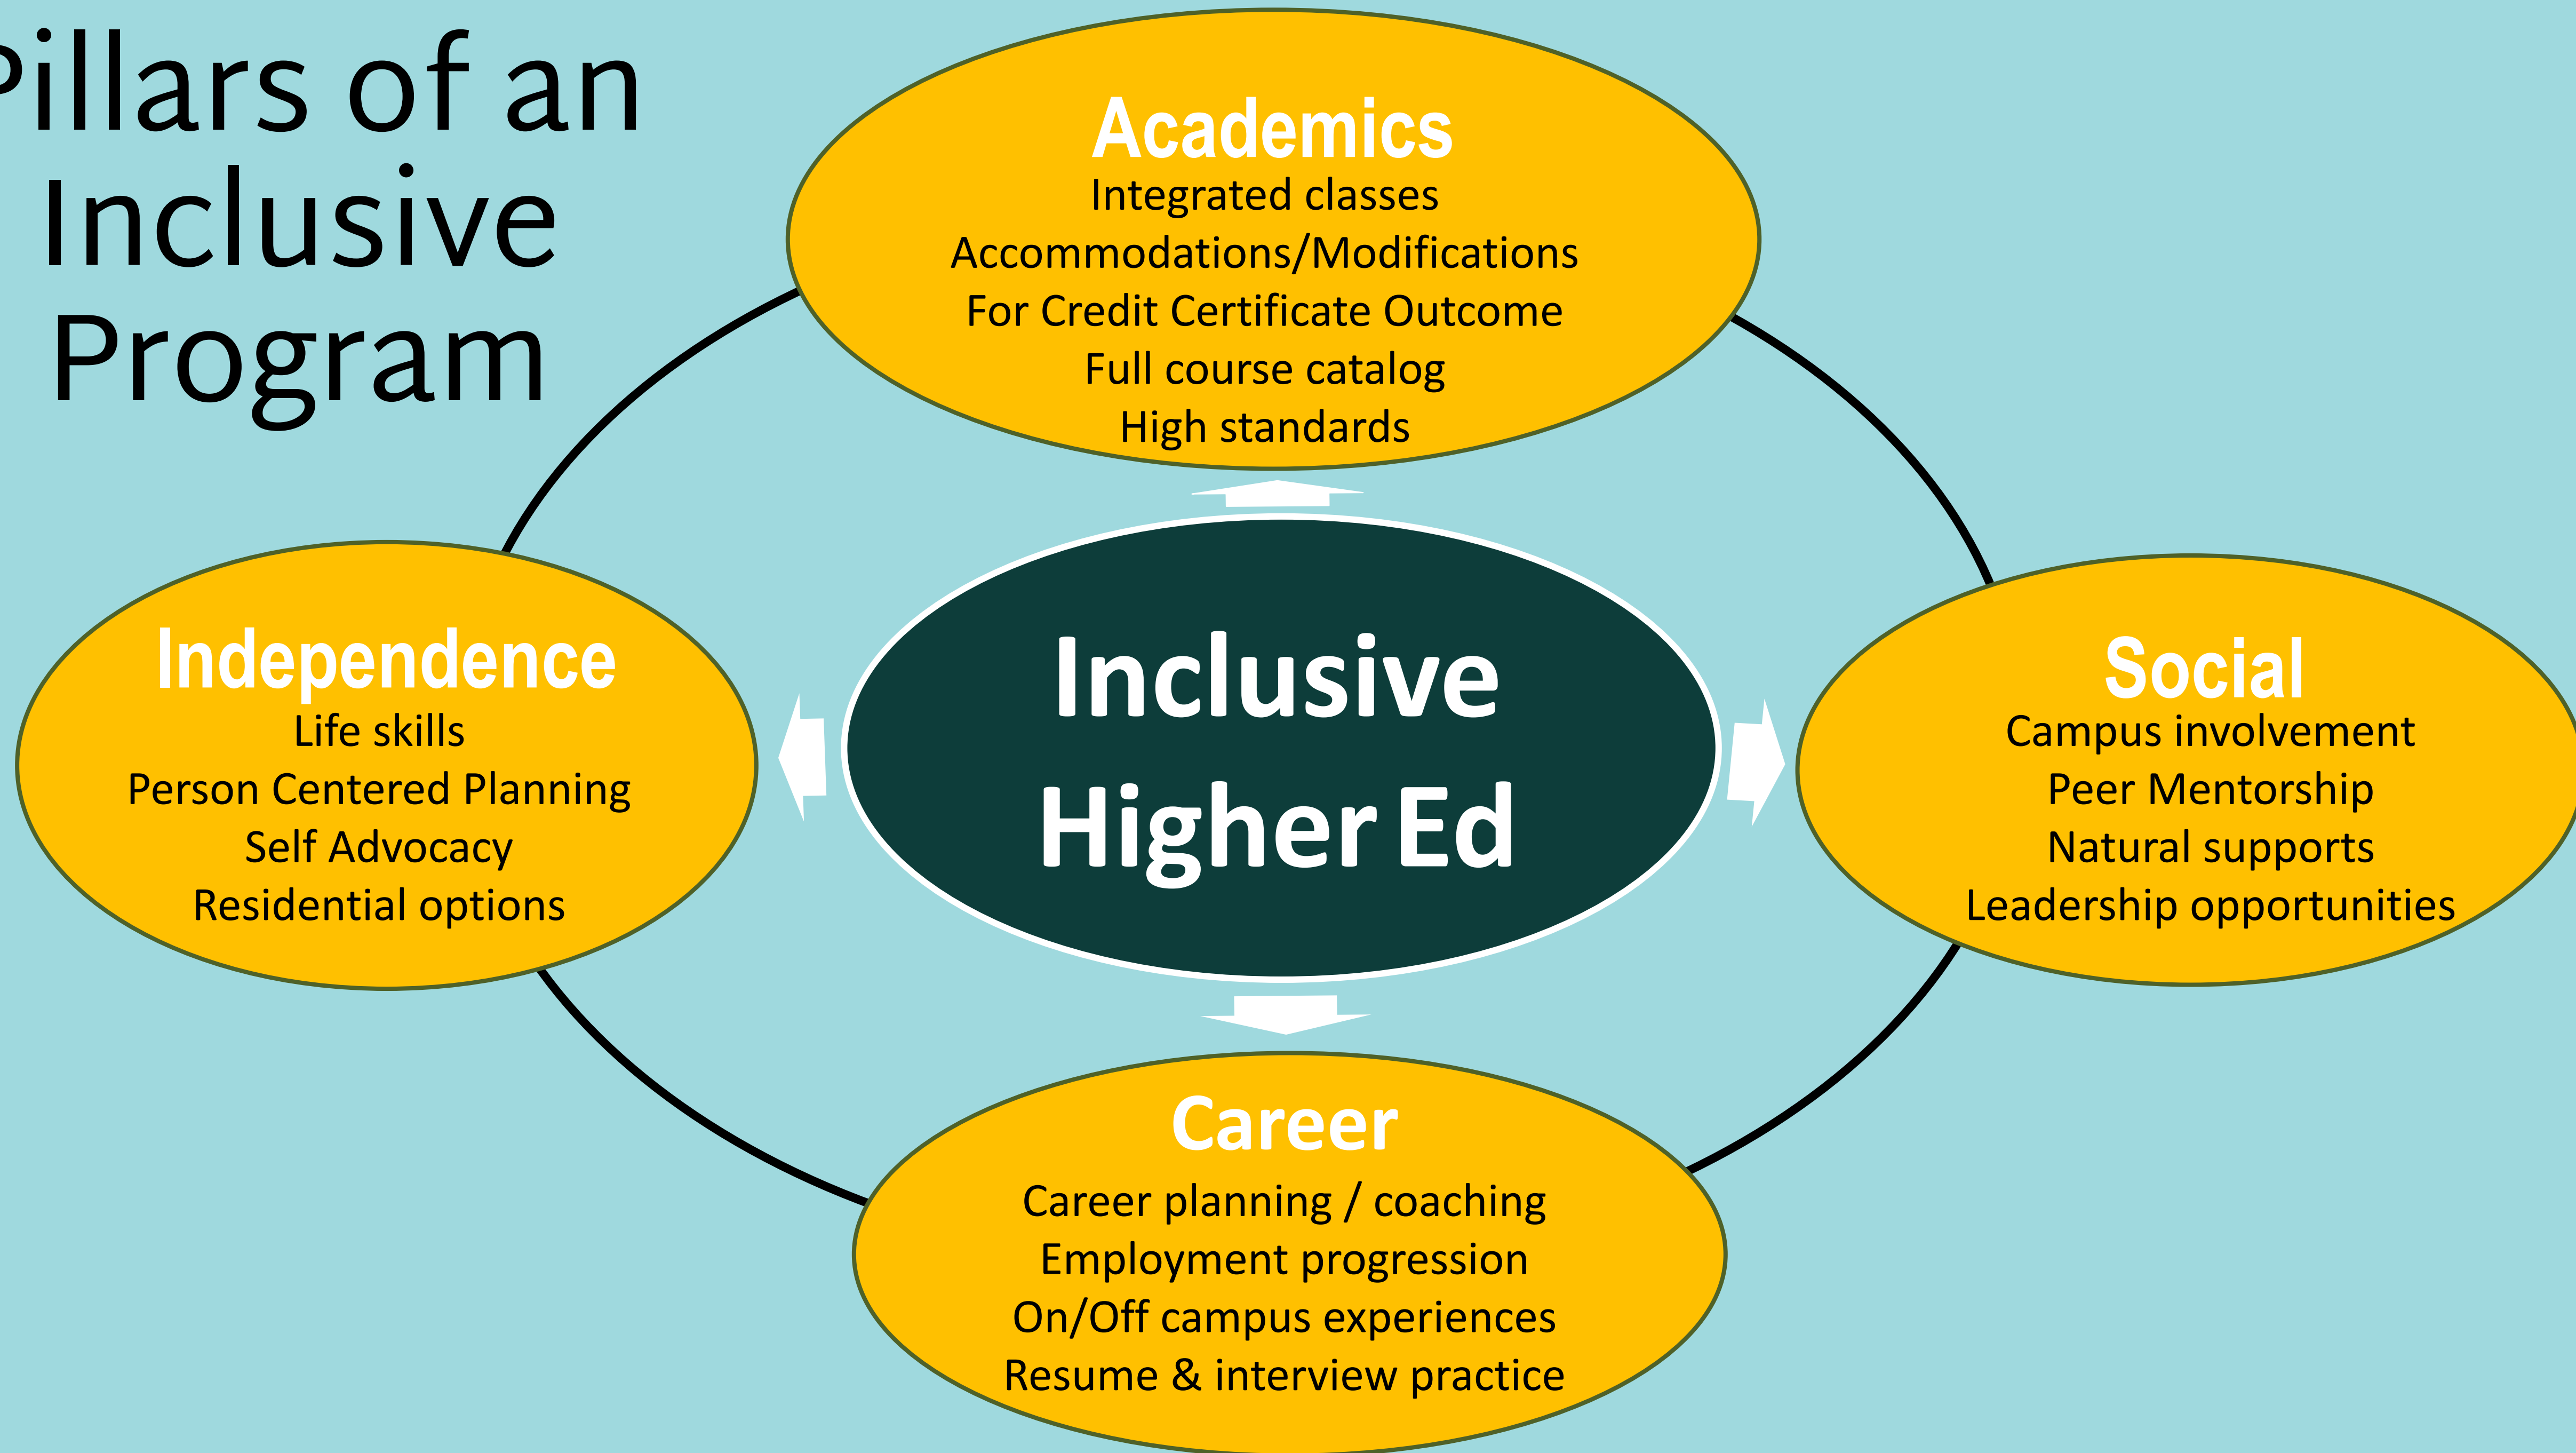 Pillars of an
Inclusive
Program
Academics
Integrated classes
Accommodations/Modifications
For Credit Certificate Outcome
Full course catalog
High standards
Independence
Life skills
Person Centered Planning
Self Advocacy
Residential options
Inclusive
Higher Ed
Social
Campus involvement
Peer Mentorship
Natural supports
Leadership opportunities
Career
Career planning / coaching
Employment progression
On/Off campus experiences
Resume & interview practice